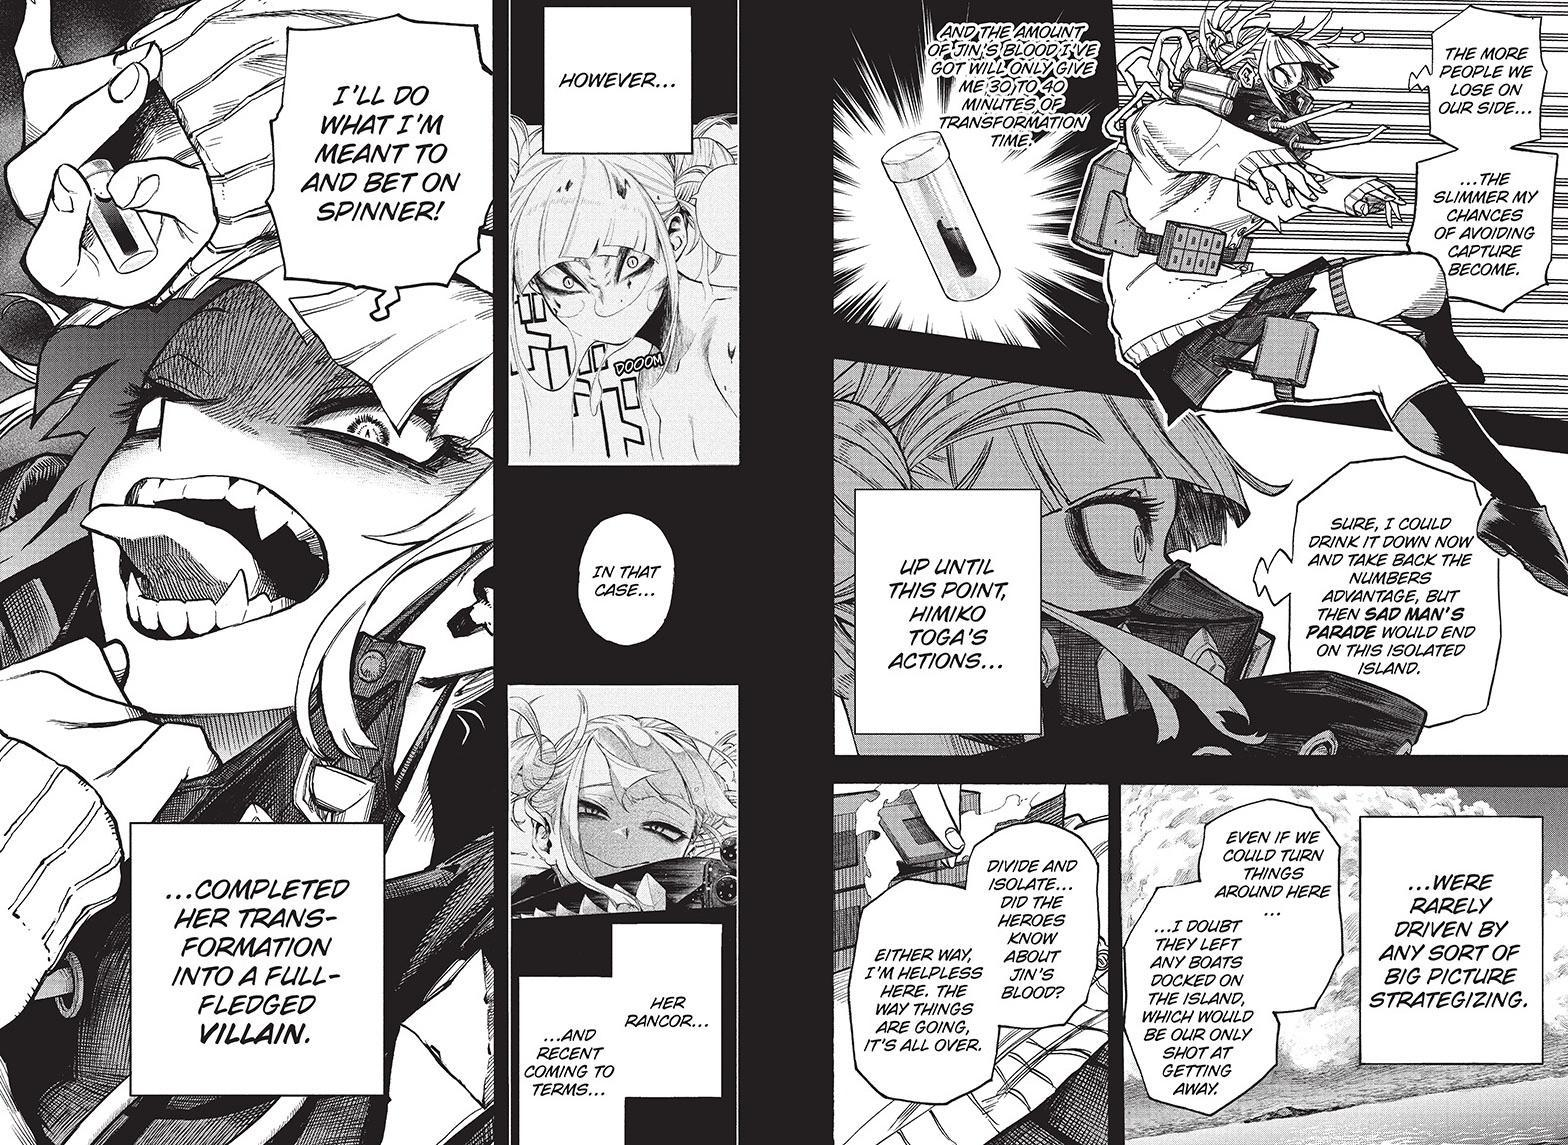 THE MORE
PEOPLE WE
LOSE ON
OUR SIDE...
...THE
SLIMMER MY
CHANCES
OF AVOIDING
CAPTURE
BECOME.
AND THE AMOUNT
OF JIN'S BLOOD I'VE
GOT WILL ONLY GIVE
ME 30 TO 40
MINUTES OF
TRANSFORMATION
TIME.
SURE, I COULD
DRINK IT DOWN NOW
AND TAKE BACK THE
NUMBERS
ADVANTAGE, BUT
THEN SAD MAN'S
PARADE WOULD END
ON THIS ISOLATED
ISLAND.
UP UNTIL
THIS POINT,
HIMIKO
TOGA'S
ACTIONS...
...WERE
RARELY
DRIVEN BY
ANY SORT OF
BIG PICTURE
STRATEGIZING.
EVEN IF WE
COULD TURN
THINGS
AROUND HERE
...
...I DOUBT
THEY LEFT
ANY BOATS
DOCKED ON
THE ISLAND,
WHICH WOULD
BE OUR ONLY
SHOT AT
GETTING
AWAY.
DIVIDE AND
ISOLATE...
DID THE
HEROES
KNOW
ABOUT
JIN'S
BLOOD?
EITHER WAY,
I'M HELPLESS
HERE. THE
WAY THINGS
ARE GOING,
IT'S ALL OVER.
HOWEVER...
DOOOM
IN THAT
CASE...
HER
RANCOR...
...AND
RECENT
COMING TO
TERMS...
I'LL DO
WHAT I'M
MEANT TO
AND BET ON
SPINNER!
...COMPLETED
HER TRANS-
FORMATION
INTO A FULL-
FLEDGED
VILLAIN.